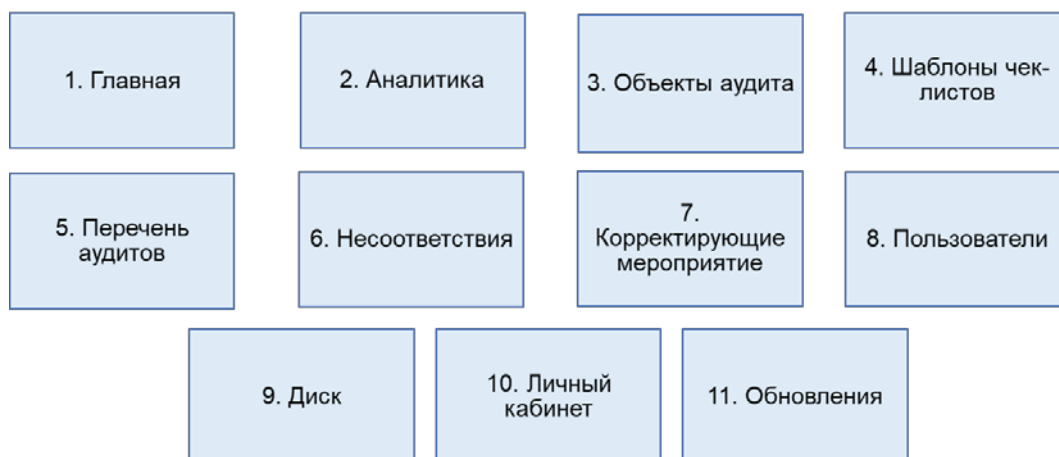 1. Главная
2. Аналитика
3. Объекты аудита
4. Шаблоны чек-
листов
5. Перечень
аудитов
6. Несоответствия
7.
Корректирующие
мероприятие
8. Пользователи
9. Диск
10. Личный
кабинет
11. Обновления